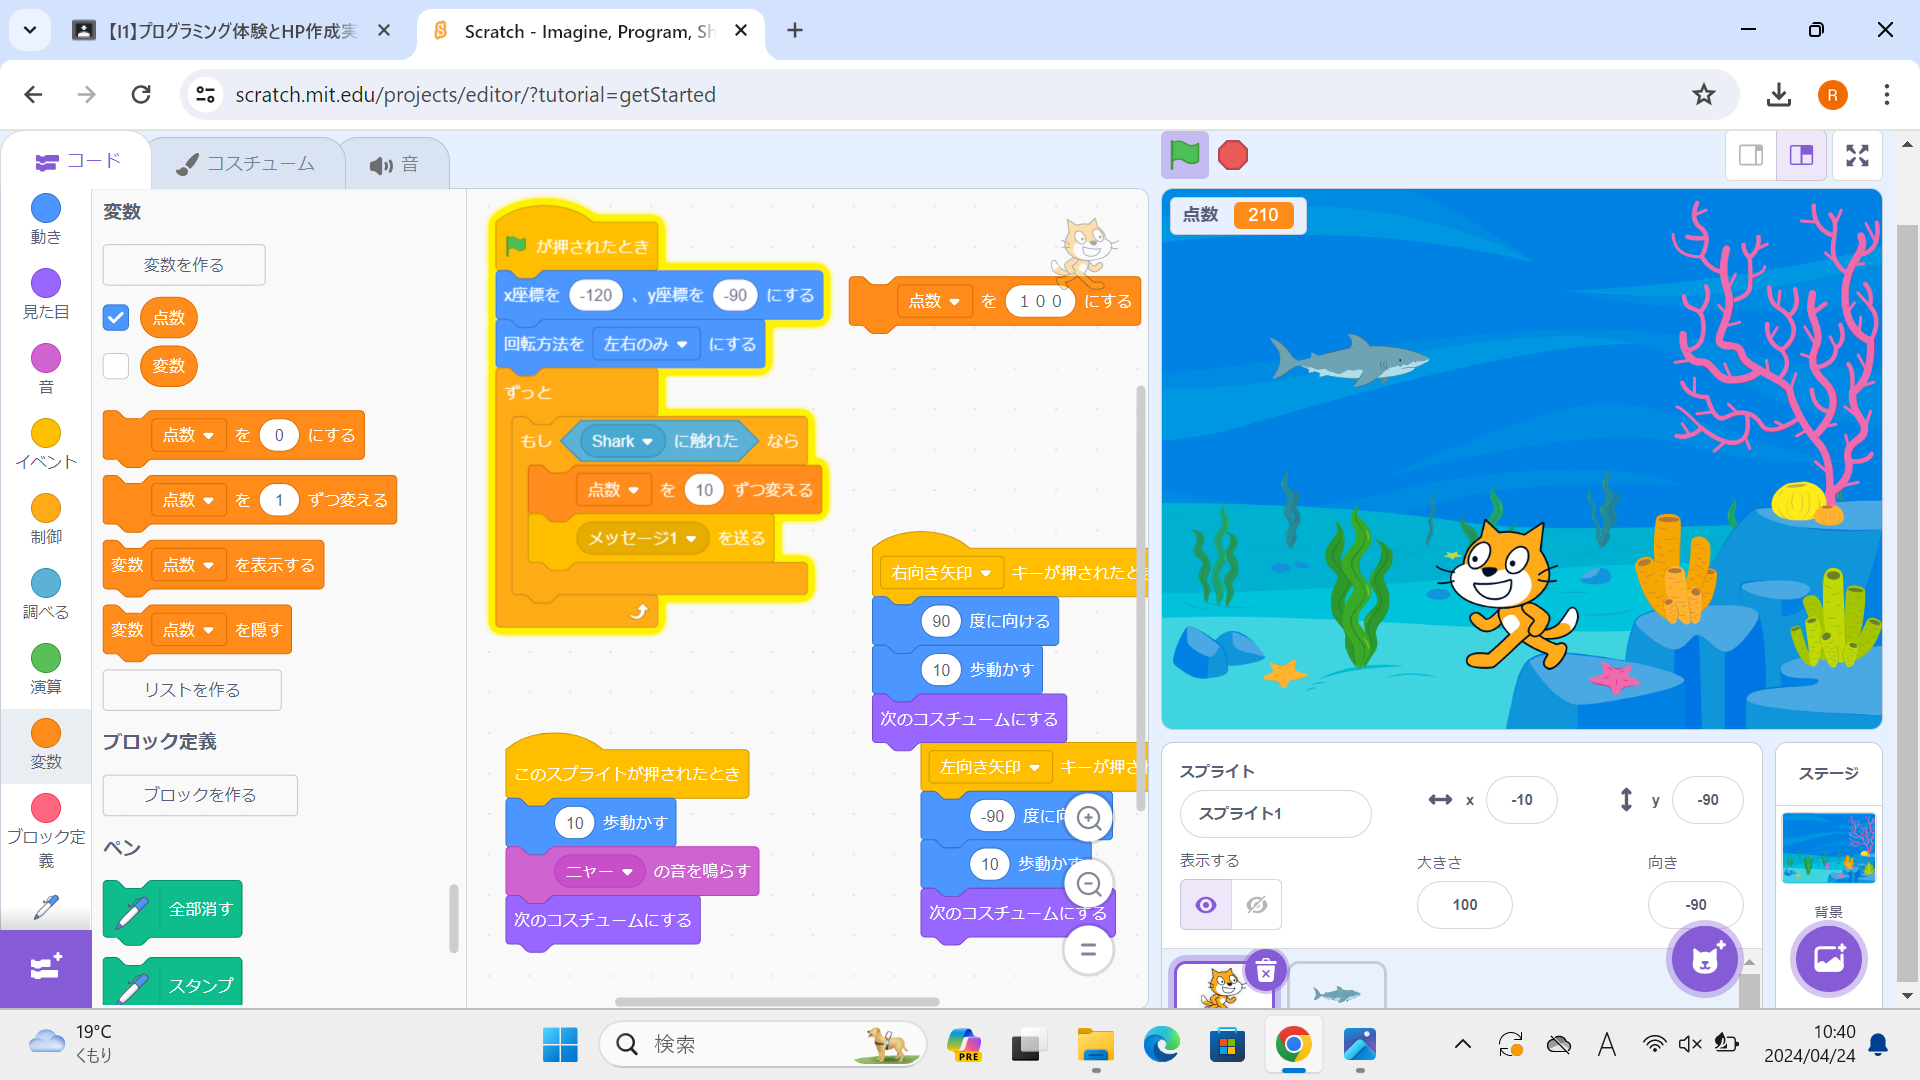 【I1】プログラミング体験とHP作成実
Scratch - Imagine, Program, Sh
scratch.mit.edu/projects/editor/?tutorial=getStarted
R
コード
コスチューム
音
動き
見た目
音
イベント
制御
調べる
演算
変数
ブロック定
義
変数
変数を作る
点数
変数
点数 を 0 にする
点数 を 1 ずつ変える
変数 点数 を表示する
変数 点数 を隠す
リストを作る
ブロック定義
ブロックを作る
ペン
全部消す
スタンプ
が押されたとき
x座標を -120 、y座標を -90 にする
回転方法を 左右のみ にする
ずっと
もし Shark に触れた なら
点数 を 10 ずつ変える
メッセージ1 を送る
点数 を １００ にする
右向き矢印 キーが押されたとき
90 度に向ける
10 歩動かす
次のコスチュームにする
左向き矢印 キーが押さ
-90 度に向
10 歩動かす
次のコスチュームにする
このスプライトが押されたとき
10 歩動かす
ニャー の音を鳴らす
次のコスチュームにする
点数 210
スプライト
スプライト1
x -10
y -90
表示する
大きさ
100
向き
-90
ステージ
背景
19°C
くもり
検索
PRE
A
10:40
2024/04/24